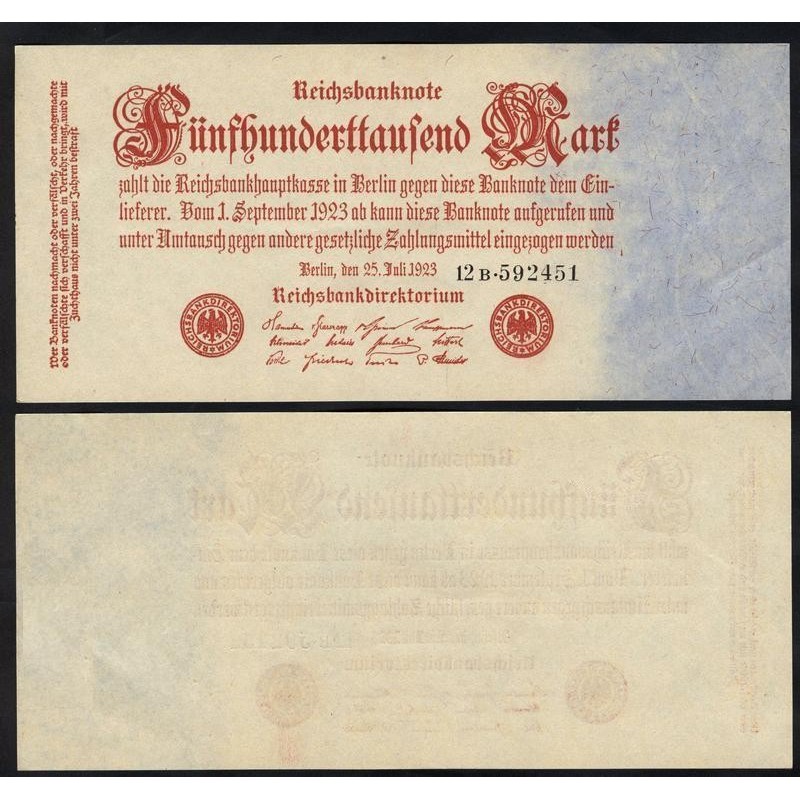 Reichsbanknote
Fünfhunderttausend Mark
zahlt die Reichsbankhauptkasse in Berlin gegen diese Banknote dem Ein-
lieferer. Vom 1. September 1923 ab kann diese Banknote aufgerufen und
unter Umtausch gegen andere gesetzliche Zahlungsmittel eingezogen werden
Berlin, den 25. Juli 1923 12B·592451
Reichsbankdirektorium
REICHSBANKDIREKTORIUM
REICHSBANKDIREKTORIUM
Wer Banknoten nachmacht oder verfälscht, oder nachgemachte
oder verfälschte sich verschafft und in Verkehr bringt, wird mit
Zuchthaus nicht unter zwei Jahren bestraft